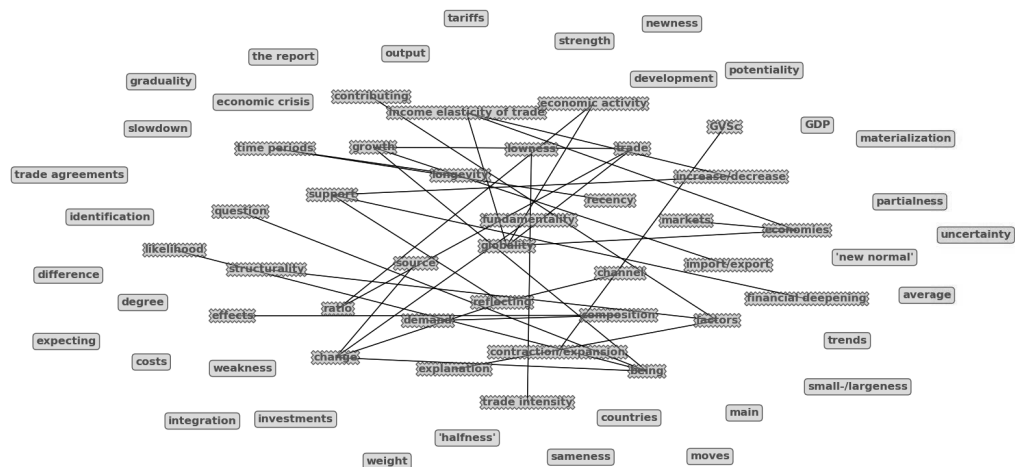 tariffs
newness
strength
output
the report
potentiality
development
graduality
contributing
economic crisis
economic activity
income elasticity of trade
GVSc
GDP
slowdown
materialization
time periods
growth
lowness
trade
trade agreements
longevity
increase/decrease
support
recency
partialness
question
identification
fundamentality
markets
economies
uncertainty
likelihood
globality
'new normal'
source
import/export
structurality
difference
channel
average
financial deepening
degree
reflecting
ratio
effects
demand
composition
factors
expecting
trends
contraction/expansion
change
costs
weakness
explanation
being
small-/largeness
trade intensity
main
countries
integration
investments
'halfness'
moves
sameness
weight